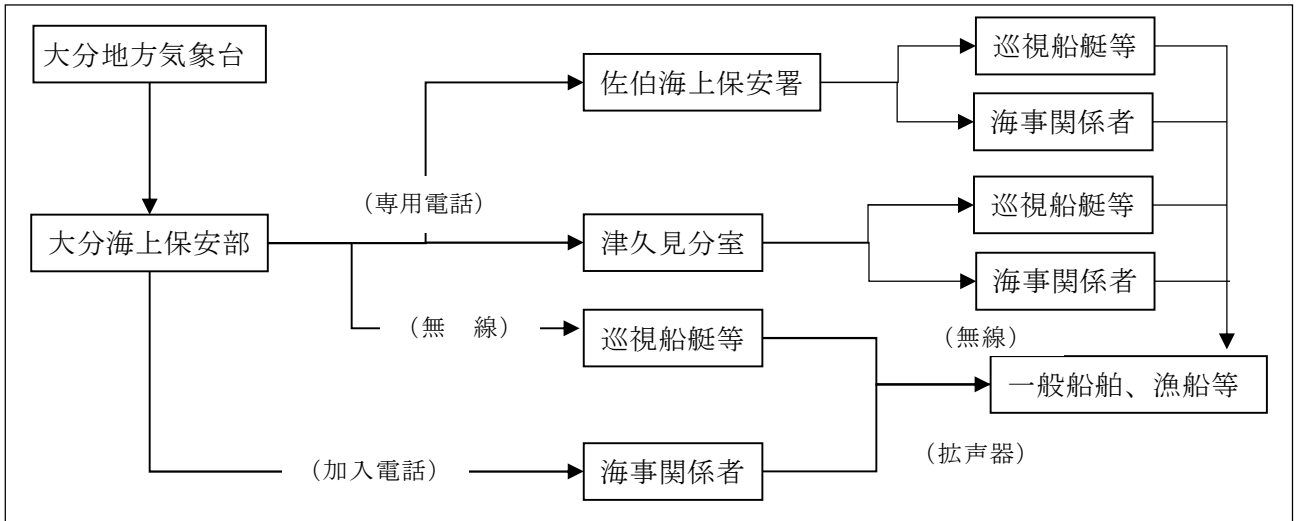 大分地方気象台
巡視船艇等
佐伯海上保安署
海事関係者
(専用電話)
巡視船艇等
大分海上保安部
津久見分室
海事関係者
(無　線)
巡視船艇等
(無線)
一般船舶、漁船等
(加入電話)
海事関係者
(拡声器)